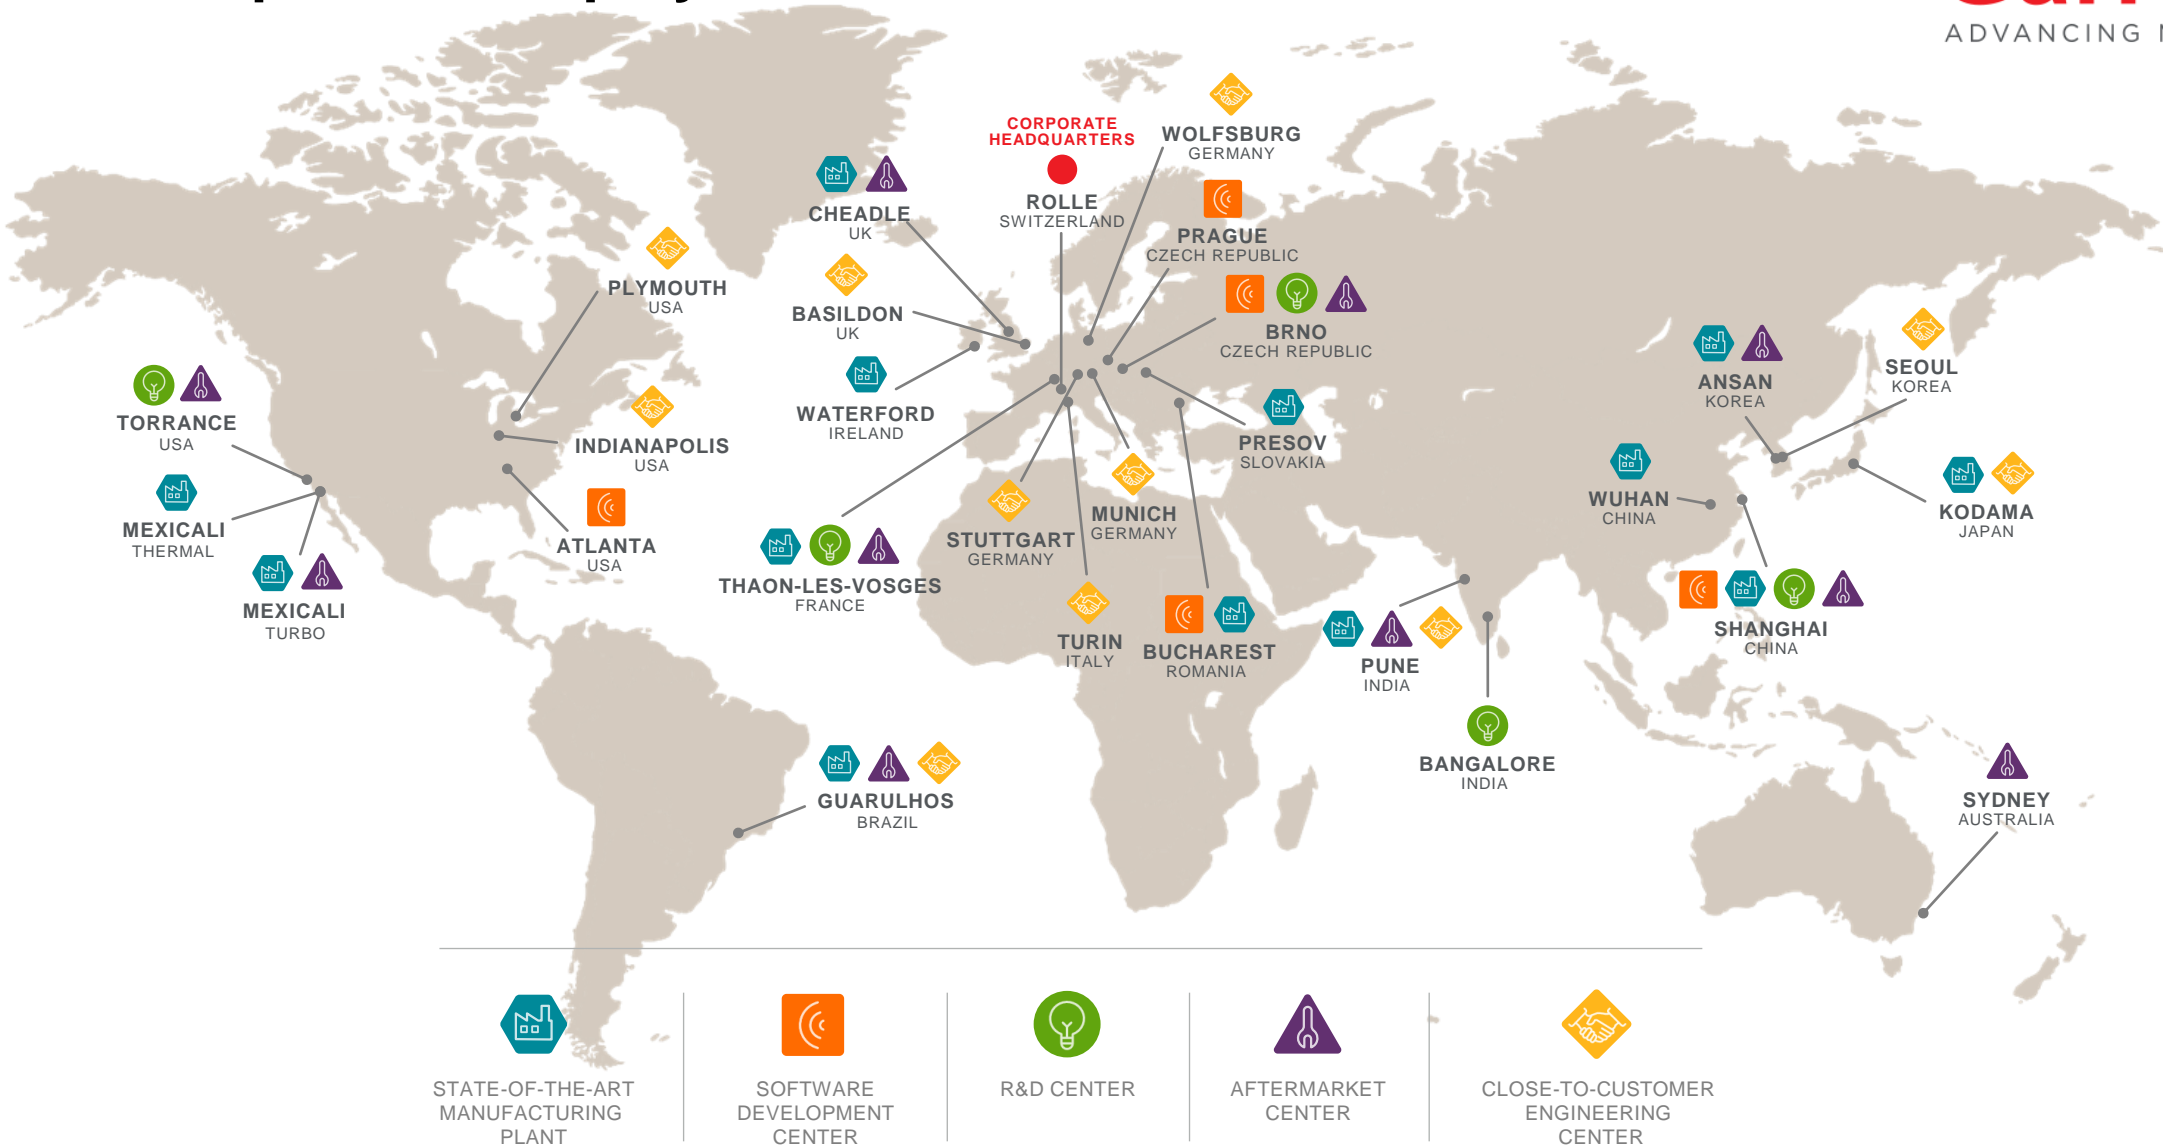 ADVANCING
CORPORATE
HEADQUARTERS
ROLLE
SWITZERLAND
WOLFSBURG
GERMANY
CHEADLE
UK
PRAGUE
CZECH REPUBLIC
PLYMOUTH
USA
BASILDON
UK
BRNO
CZECH REPUBLIC
WATERFORD
IRELAND
ANSAN
KOREA
SEOUL
KOREA
TORRANCE
USA
INDIANAPOLIS
USA
PRESOV
SLOVAKIA
MEXICALI
THERMAL
ATLANTA
USA
STUTTGART
GERMANY
MUNICH
GERMANY
WUHAN
CHINA
KODAMA
JAPAN
MEXICALI
TURBO
THAON-LES-VOSGES
FRANCE
TURIN
ITALY
BUCHAREST
ROMANIA
PUNE
INDIA
SHANGHAI
CHINA
BANGALORE
INDIA
GUARULHOS
BRAZIL
SYDNEY
AUSTRALIA
STATE-OF-THE-ART
MANUFACTURING
PLANT
SOFTWARE
DEVELOPMENT
CENTER
R&D CENTER
AFTERMARKET
CENTER
CLOSE-TO-CUSTOMER
ENGINEERING
CENTER